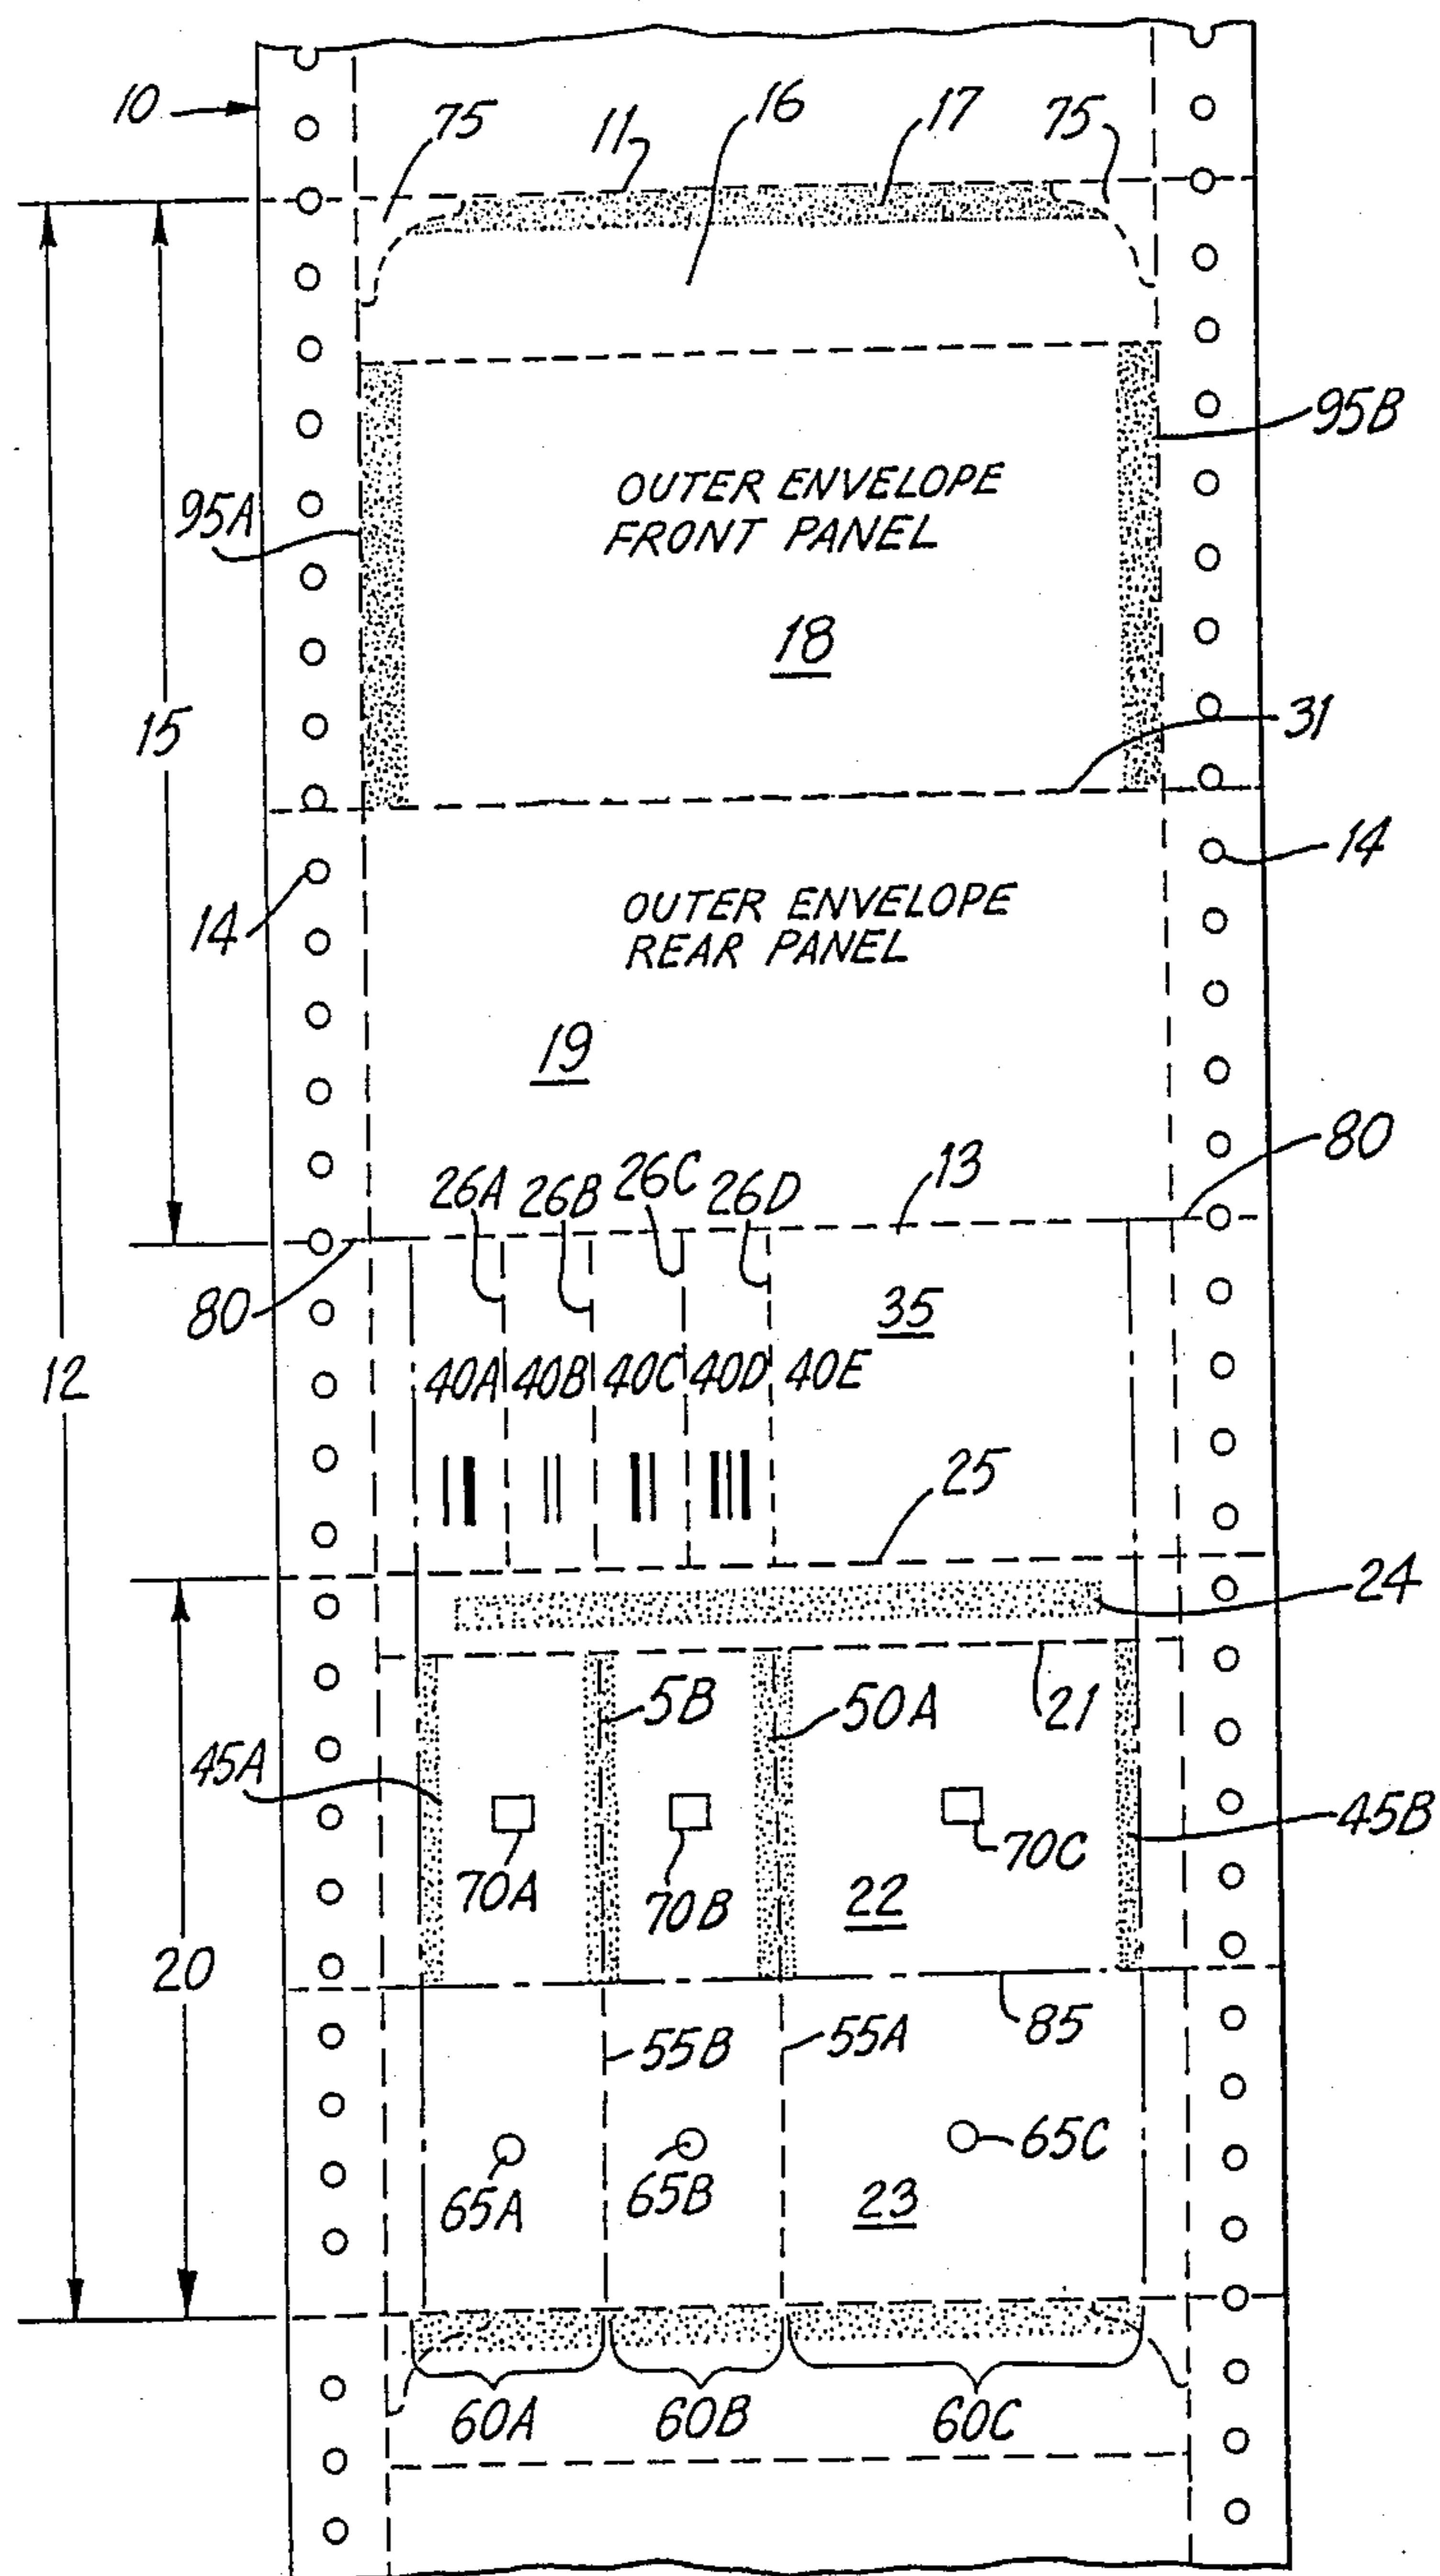 10
75
11
16
17
75
95B
95A
OUTER ENVELOPE
FRONT PANEL
18
15
31
14
14
OUTER ENVELOPE
REAR PANEL
19
80
26A 26B 26C 26D
13
80
35
12
40A 40B 40C 40D 40E
25
24
5B
50A
21
45A
45B
70A
70B
70C
22
20
85
55B
55A
65A
65B
65C
23
60A
60B
60C